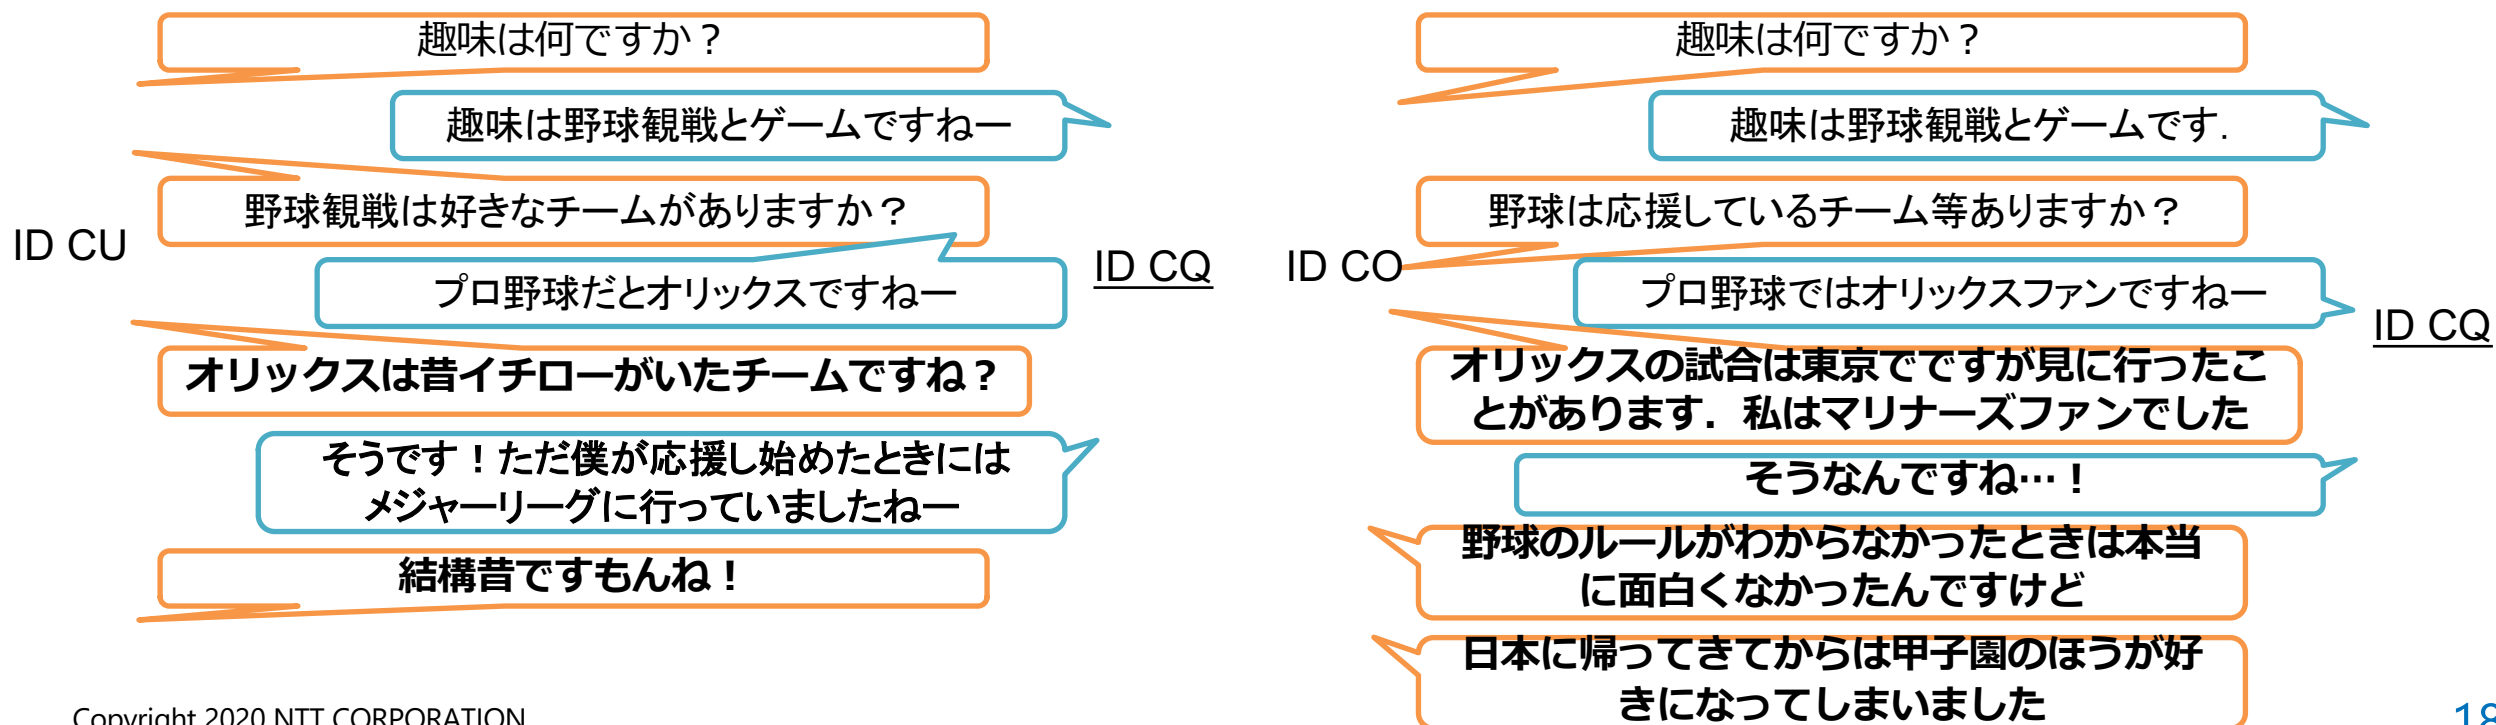 趣味は何ですか？
趣味は野球観戦とゲームですねー
野球観戦は好きなチームがありますか？
ID CU
プロ野球だとオリックスですねー
ID CQ
オリックスは昔イチローがいたチームですね？
そうです！ただ僕が応援し始めたときには
メジャーリーグに行っていましたねー
結構昔ですもんね！
趣味は何ですか？
趣味は野球観戦とゲームです．
野球は応援しているチーム等ありますか？
ID CO
プロ野球ではオリックスファンですねー
ID CQ
オリックスの試合は東京でですが見に行ったこ
とがあります．私はマリナーズファンでした
そうなんですね…！
野球のルールがわからなかったときは本当
に面白くなかったんですけど
日本に帰ってきてからは甲子園のほうが好
きになってしまいました
Copyright 2020 NTT CORPORATION
18